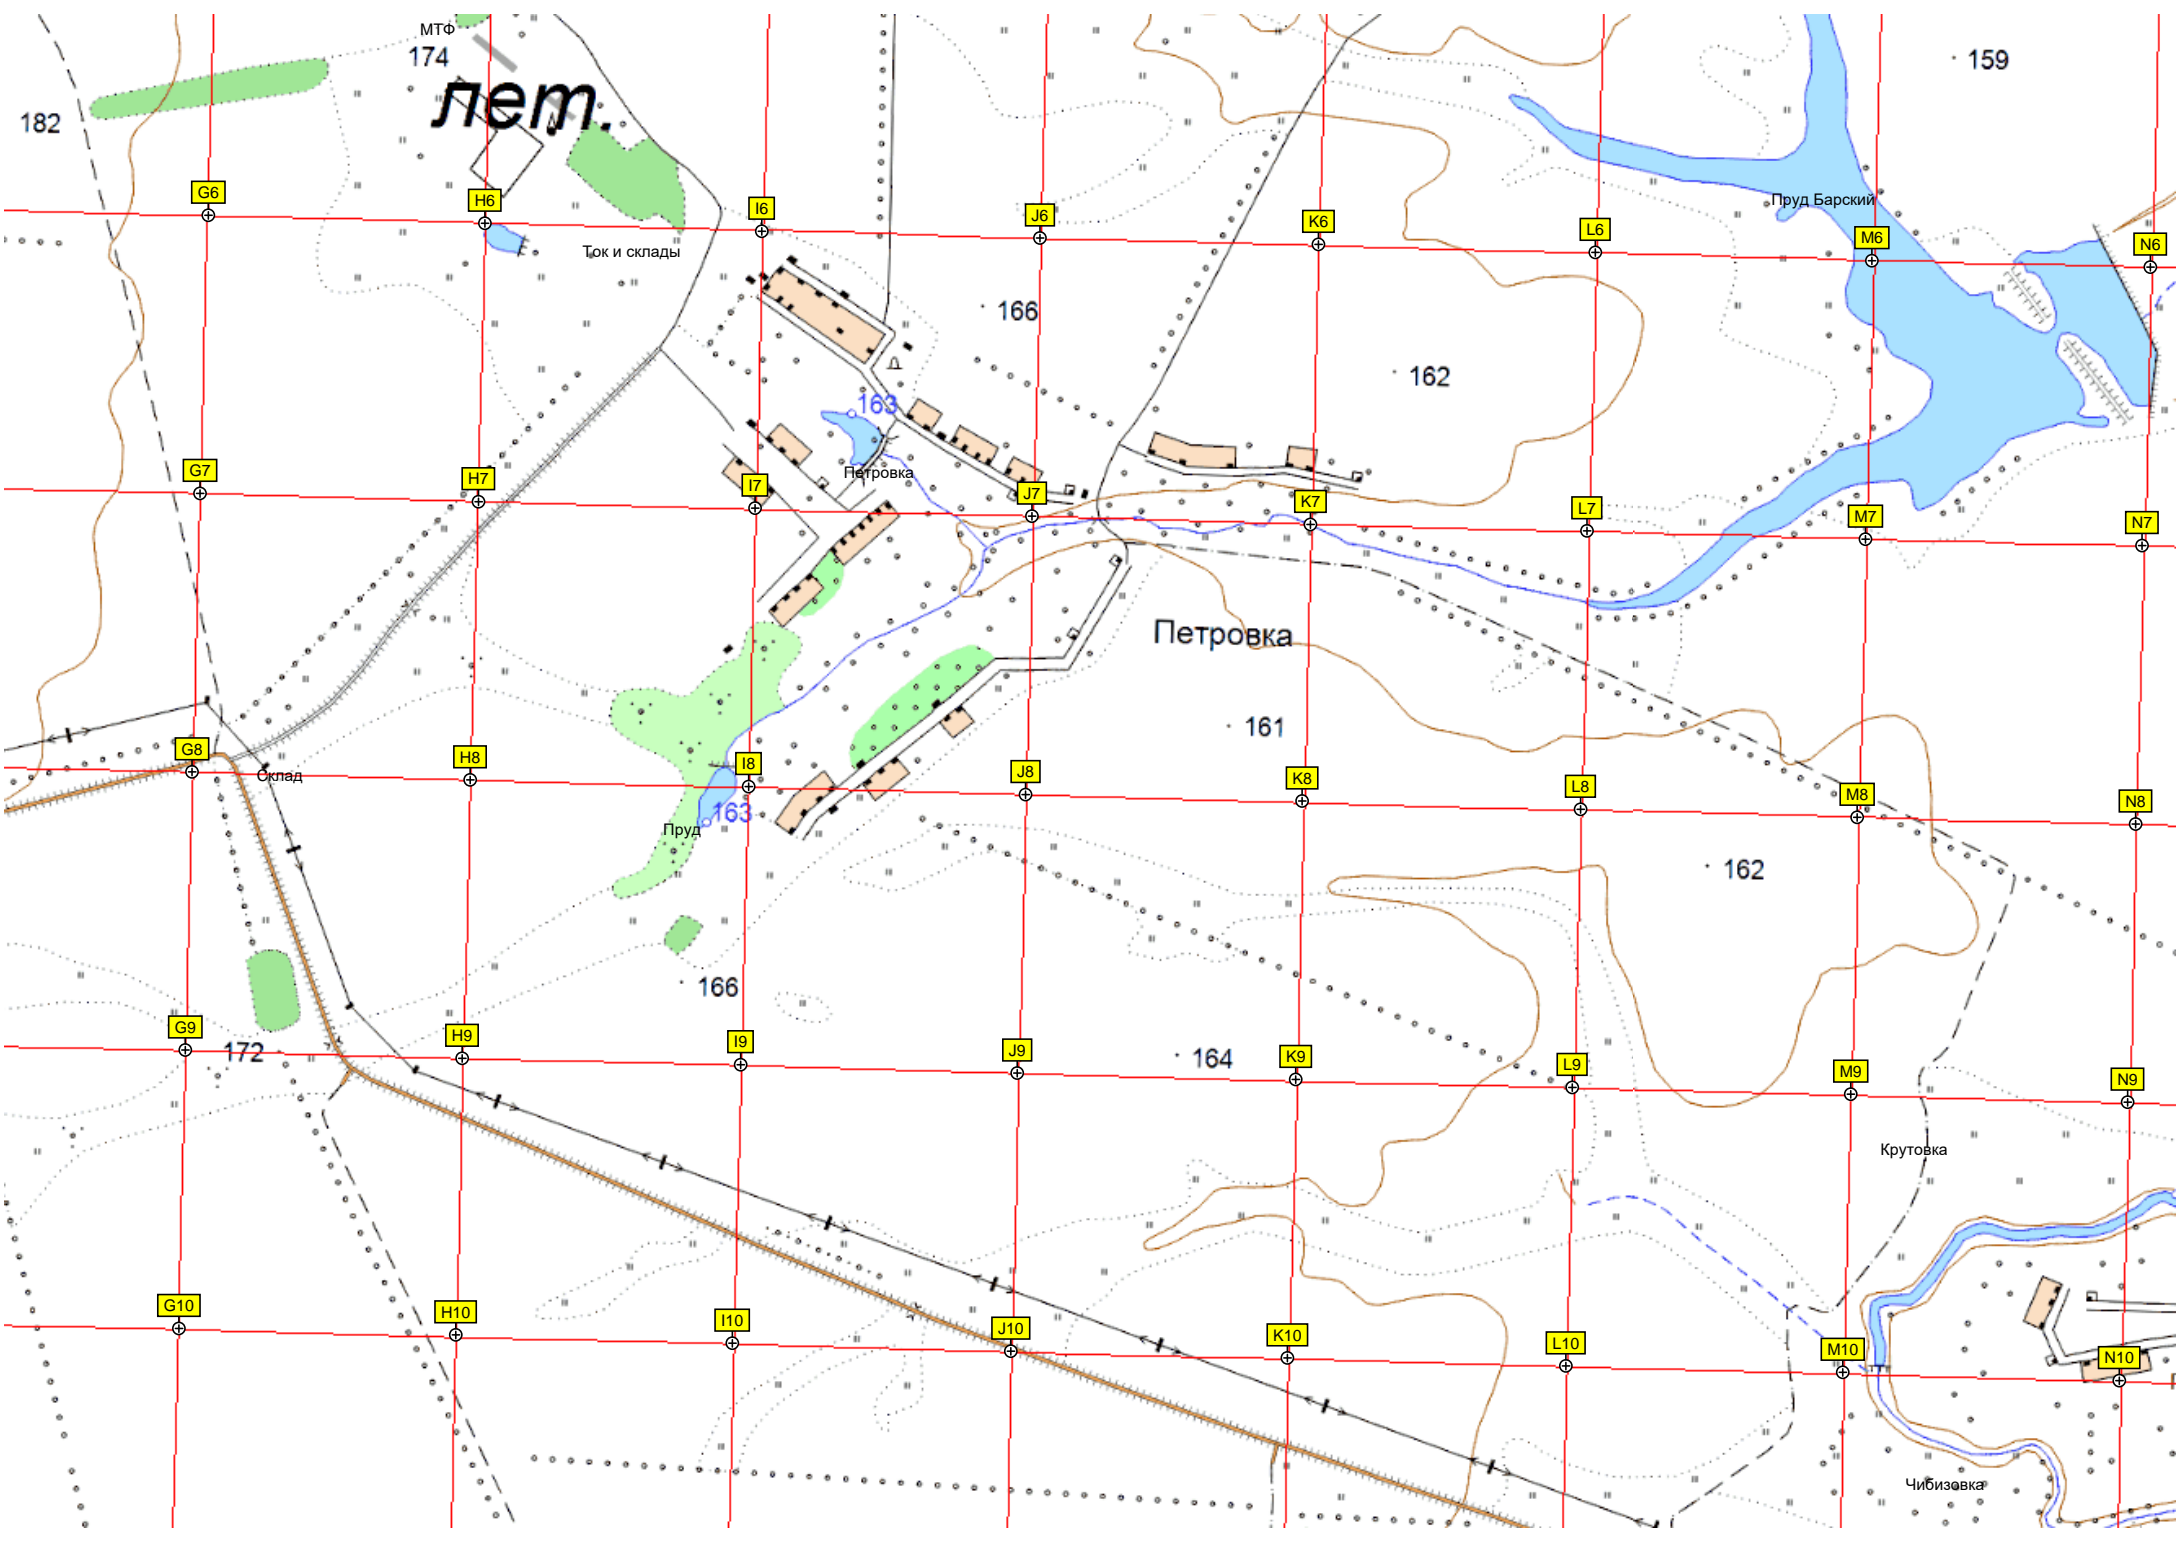 МТФ
174
159
лет.
182
G6
H6
I6
J6
K6
L6
M6
N6
Пруд Барский
Ток и склады
166
162
163
Петровка
G7
H7
I7
J7
K7
L7
M7
N7
Петровка
161
G8
H8
I8
J8
K8
L8
M8
N8
Склад
163
Пруд
162
166
172
164
G9
H9
I9
J9
K9
L9
M9
N9
Крутовка
G10
H10
I10
J10
K10
L10
M10
N10
Чибизовка